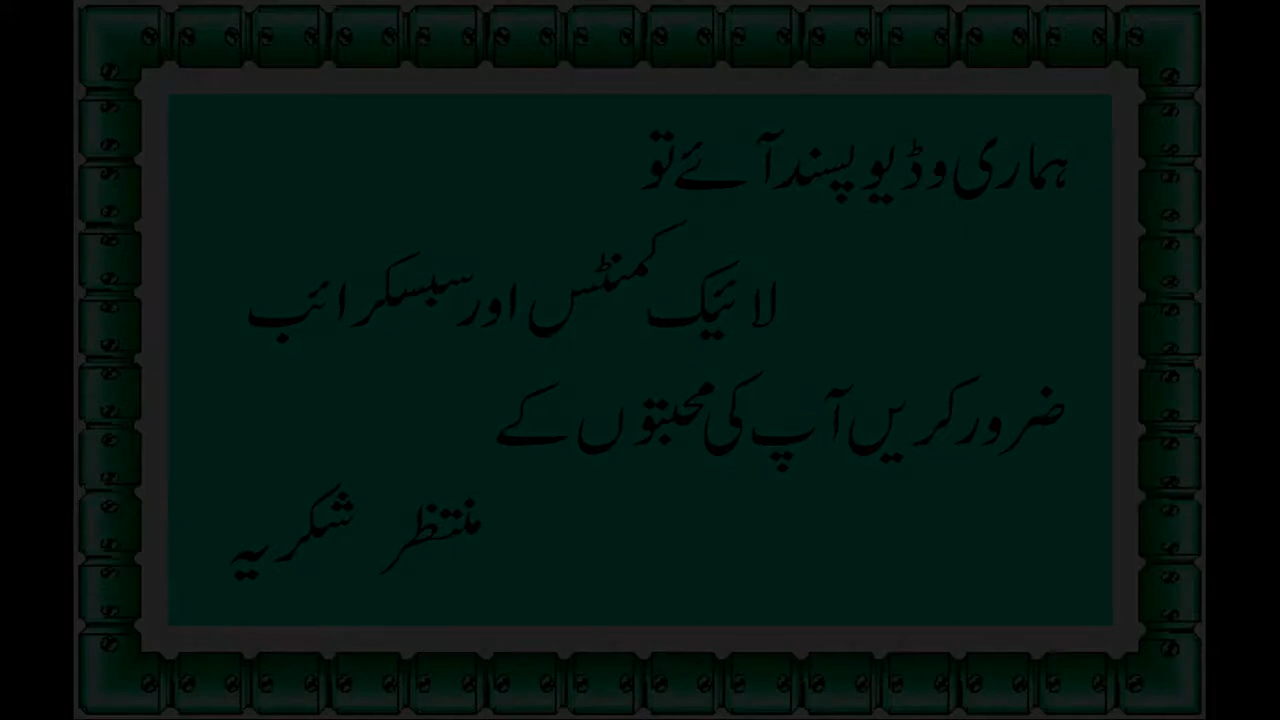 ہماری وڈیو پسند آئے تو
لائیک کمنٹس اور سبسکرائب
ضرور کریں آپ کی محبتوں کے
منتظر شکریہ